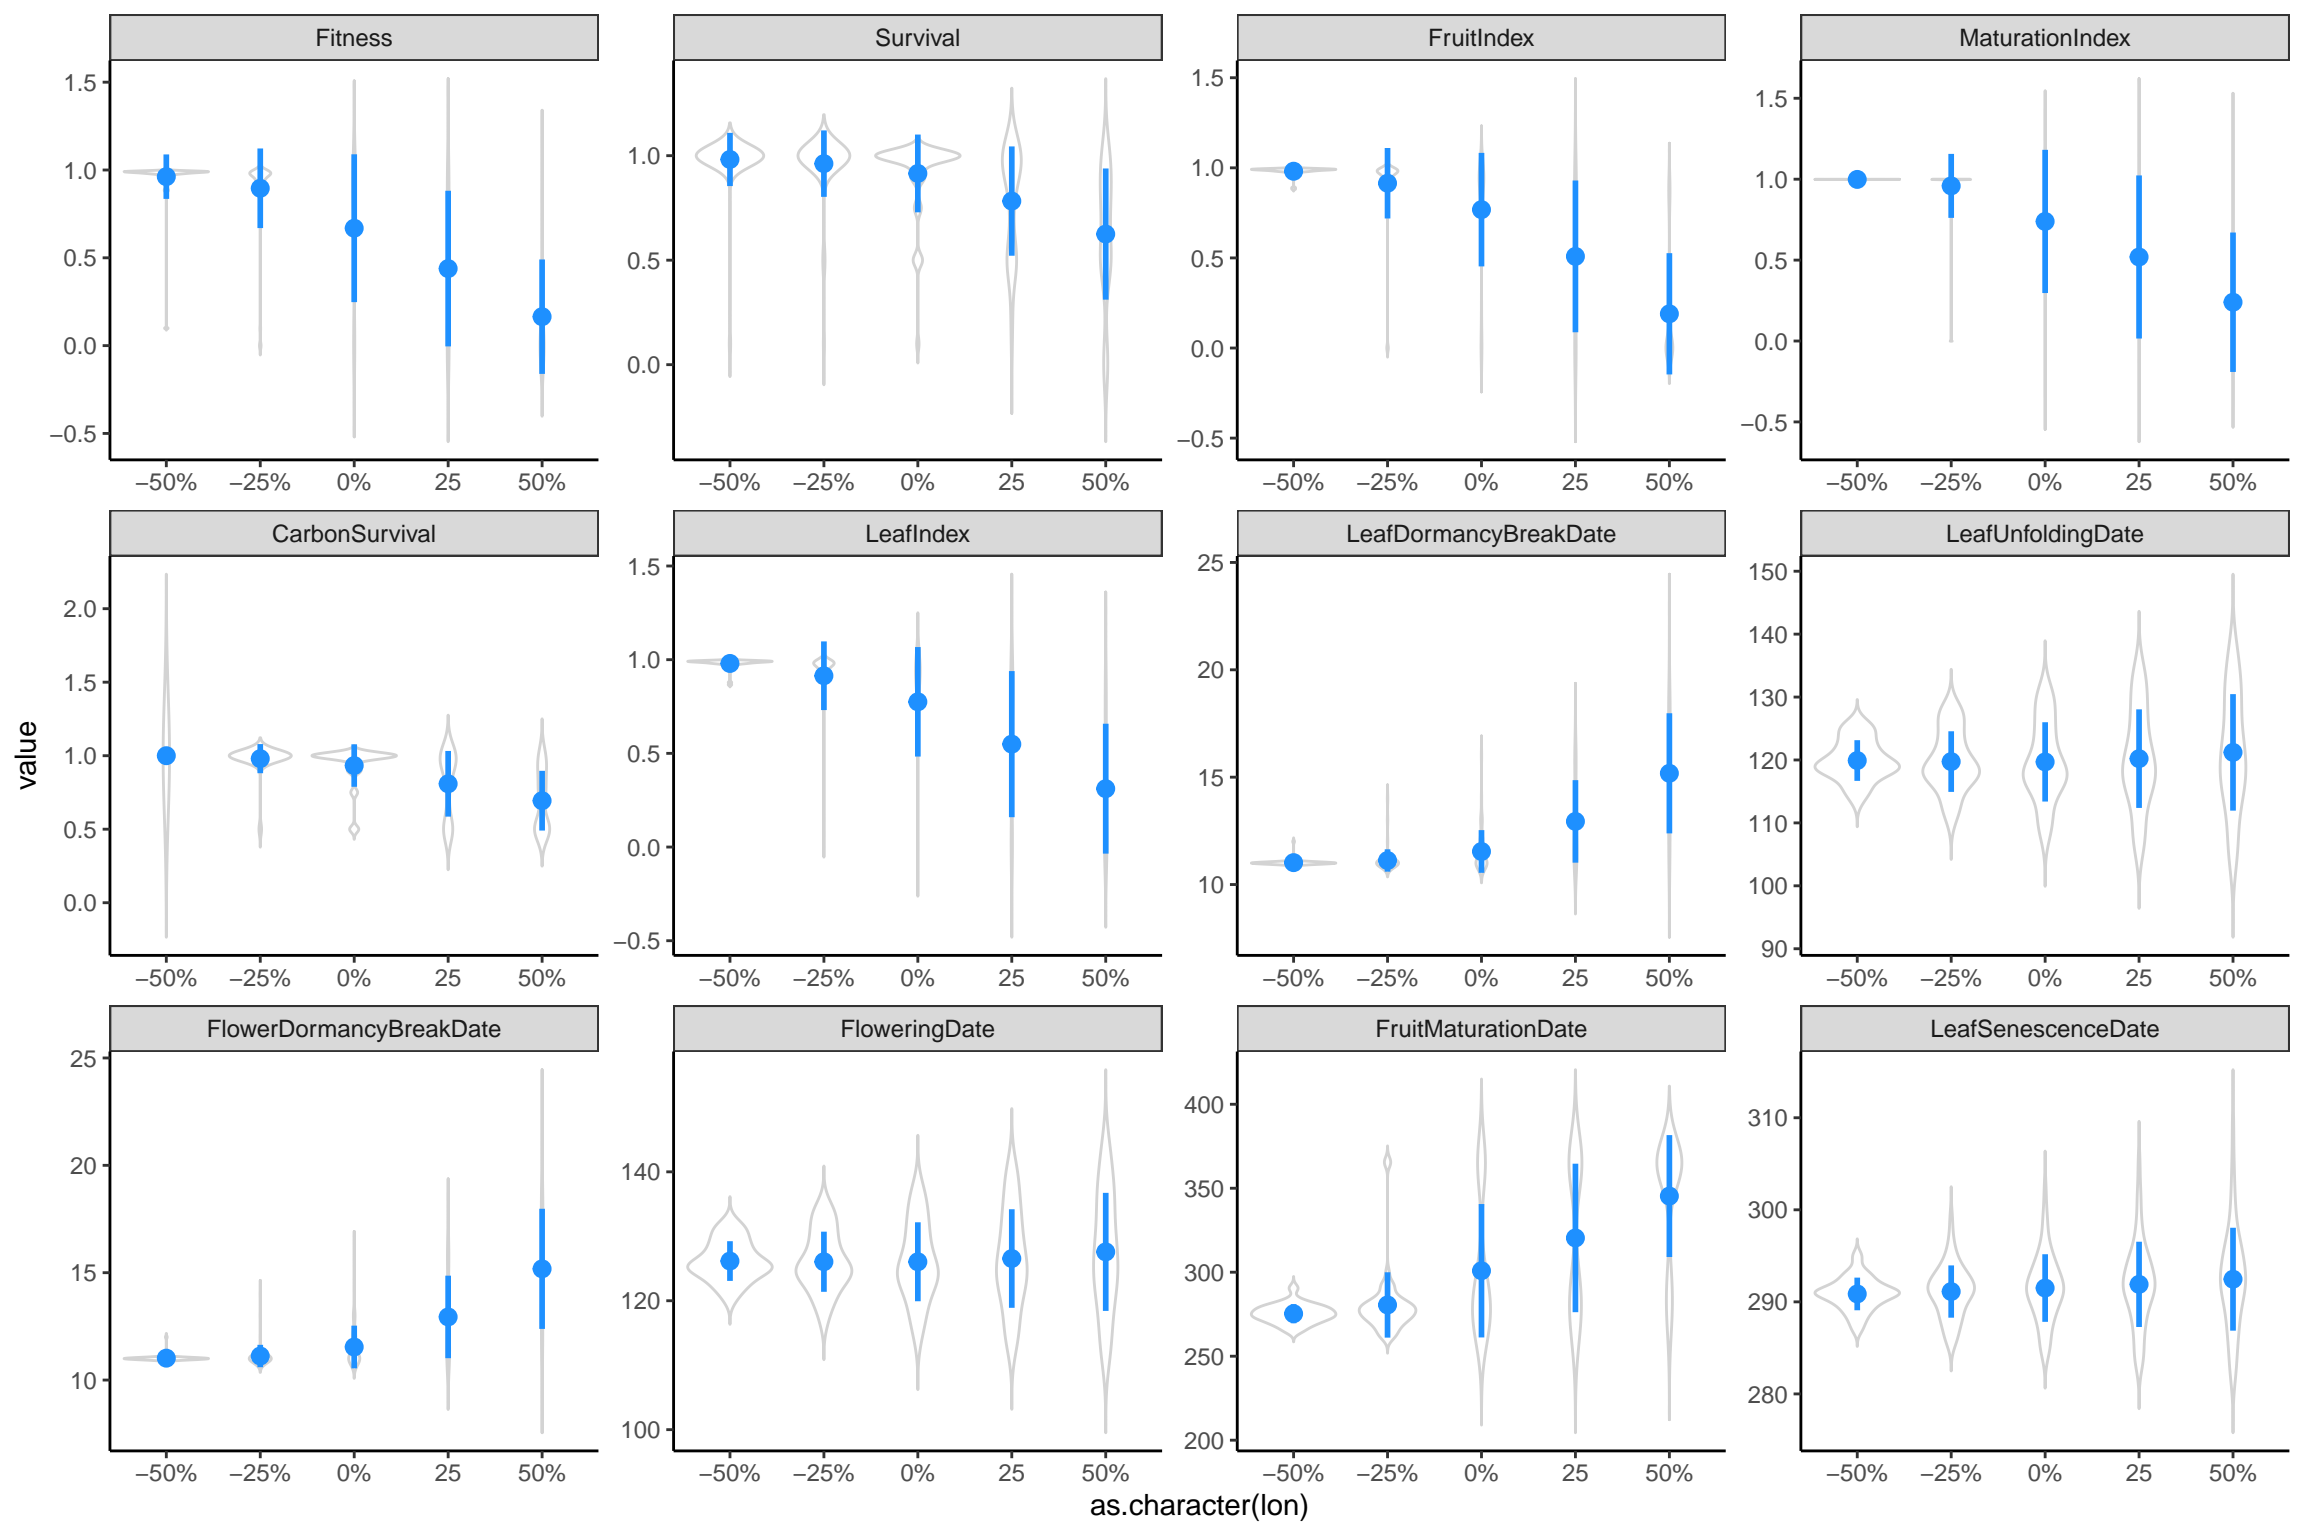 Fitness
Survival
FruitIndex
MaturationIndex
1.5
1.0
0.5
0.0
−0.5
1.0
0.5
0.0
1.5
1.0
0.5
0.0
−0.5
1.5
1.0
0.5
0.0
−0.5
−50% −25% 0% 25 50%
−50% −25% 0% 25 50%
−50% −25% 0% 25 50%
−50% −25% 0% 25 50%
CarbonSurvival
LeafIndex
LeafDormancyBreakDate
LeafUnfoldingDate
value
2.0
1.5
1.0
0.5
0.0
1.5
1.0
0.5
0.0
−0.5
25
20
15
10
150
140
130
120
110
100
90
−50% −25% 0% 25 50%
−50% −25% 0% 25 50%
−50% −25% 0% 25 50%
−50% −25% 0% 25 50%
FlowerDormancyBreakDate
FloweringDate
FruitMaturationDate
LeafSenescenceDate
25
20
15
10
140
120
100
400
350
300
250
200
310
300
290
280
−50% −25% 0% 25 50%
−50% −25% 0% 25 50%
−50% −25% 0% 25 50%
−50% −25% 0% 25 50%
as.character(lon)